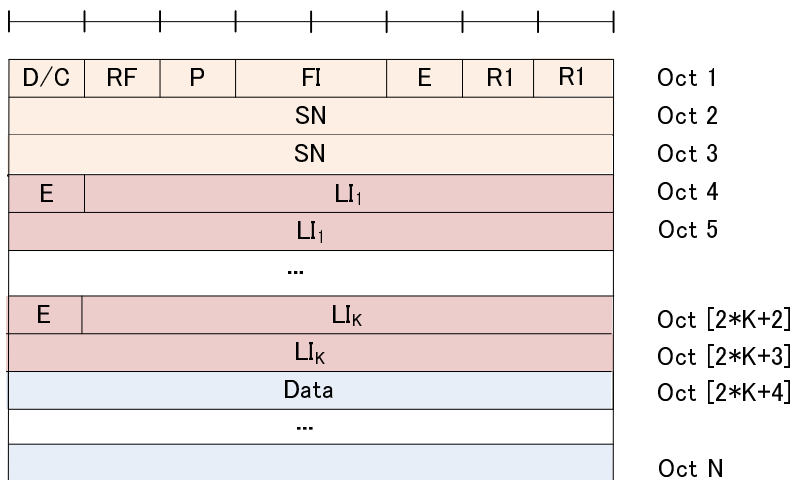 D/C RF P FI E R1 R1 Oct 1
SN Oct 2
SN Oct 3
E LI₁ Oct 4
LI₁ Oct 5
...
E LIK Oct [2*K+2]
LIK Oct [2*K+3]
Data Oct [2*K+4]
...
Oct N